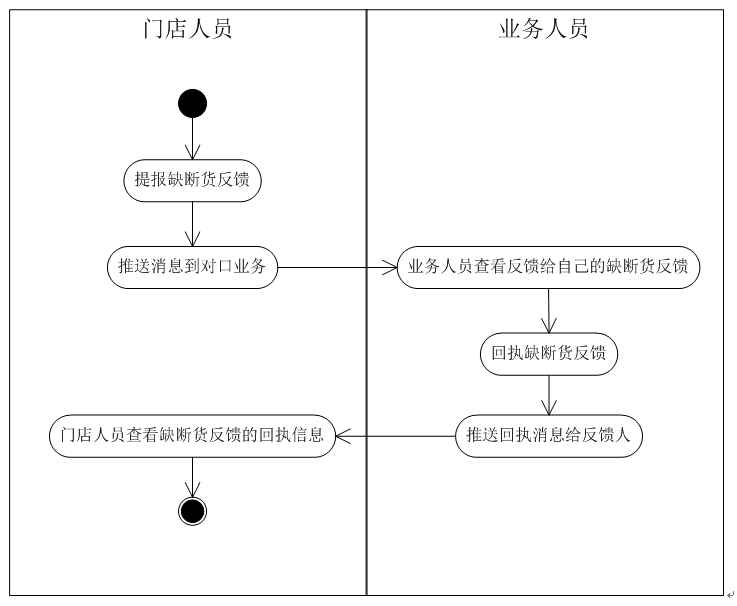 门店人员
业务人员
提报缺断货反馈
推送消息到对口业务
业务人员查看反馈给自己的缺断货反馈
回执缺断货反馈
推送回执消息给反馈人
门店人员查看缺断货反馈的回执信息